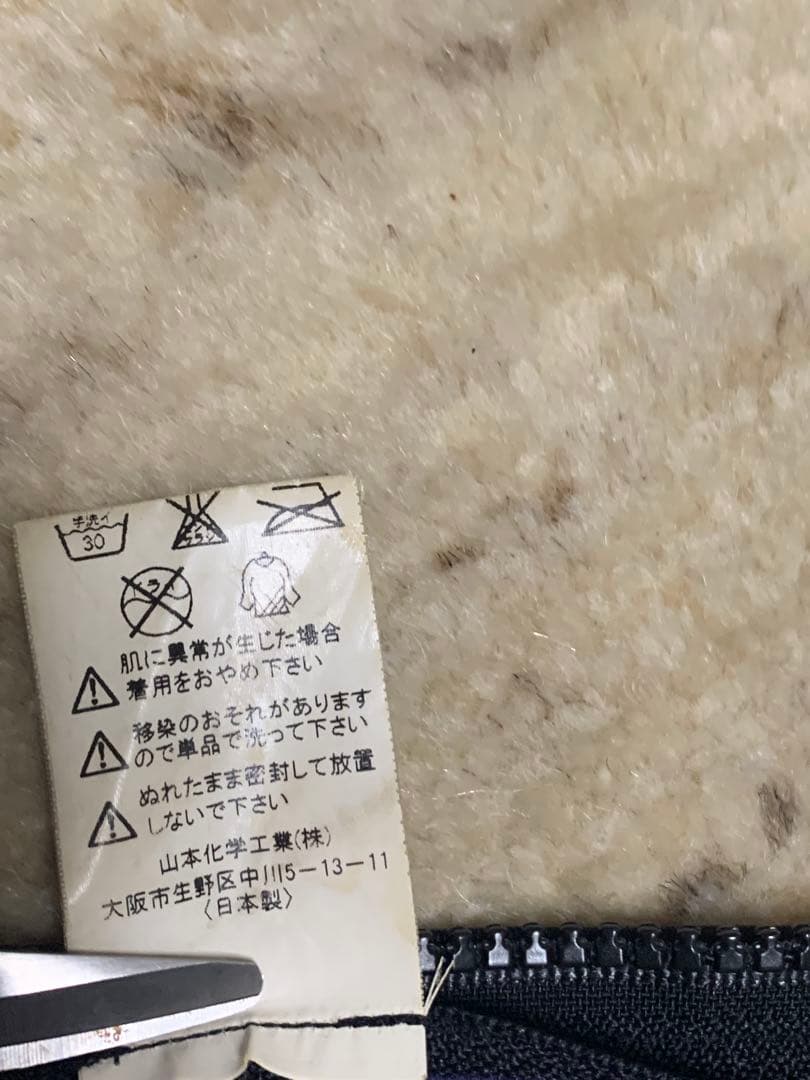 手洗イ
30
肌に異常が生じた場合
着用をおやめ下さい
移染のおそれがあります
ので単品で洗って下さい
ぬれたまま密封して放置
しないで下さい
山本化学工業(株)
大阪市生野区中川5-13-11
〈日本製〉